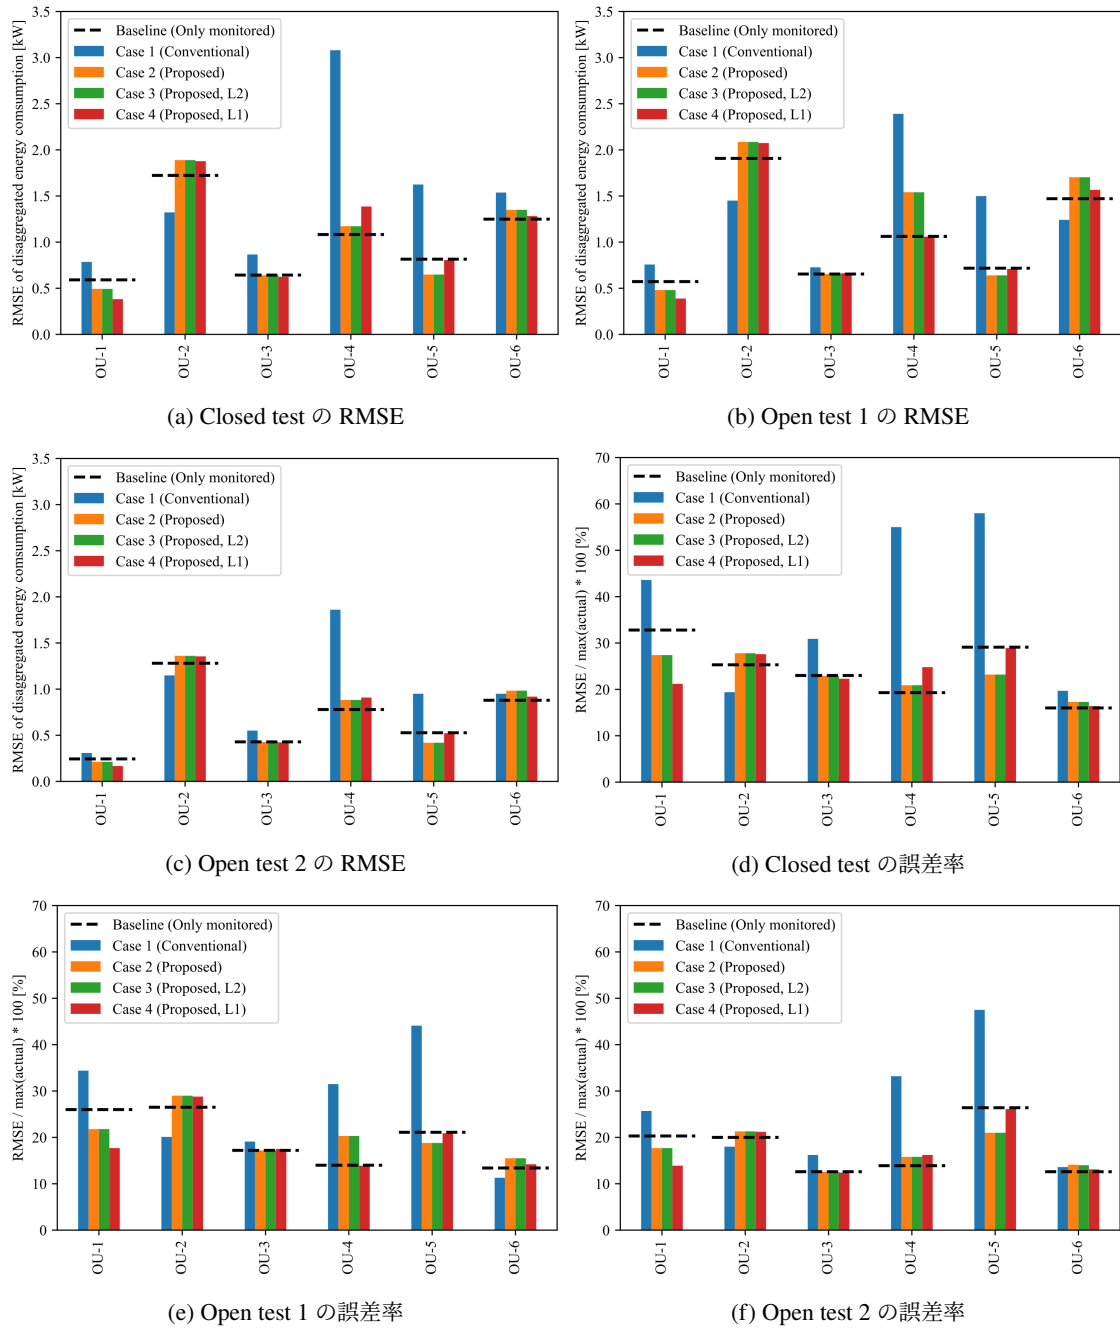 RMSE of disaggregated energy comsumption [kW]
3.5
3.0
2.5
2.0
1.5
1.0
0.5
0.0
Baseline (Only monitored)
Case 1 (Conventional)
Case 2 (Proposed)
Case 3 (Proposed, L2)
Case 4 (Proposed, L1)
OU-1
OU-2
OU-3
OU-4
OU-5
OU-6
(a) Closed test の RMSE
RMSE of disaggregated energy comsumption [kW]
3.5
3.0
2.5
2.0
1.5
1.0
0.5
0.0
Baseline (Only monitored)
Case 1 (Conventional)
Case 2 (Proposed)
Case 3 (Proposed, L2)
Case 4 (Proposed, L1)
OU-1
OU-2
OU-3
OU-4
OU-5
OU-6
(b) Open test 1 の RMSE
RMSE of disaggregated energy comsumption [kW]
3.5
3.0
2.5
2.0
1.5
1.0
0.5
0.0
Baseline (Only monitored)
Case 1 (Conventional)
Case 2 (Proposed)
Case 3 (Proposed, L2)
Case 4 (Proposed, L1)
OU-1
OU-2
OU-3
OU-4
OU-5
OU-6
(c) Open test 2 の RMSE
RMSE / max(actual) * 100 [%]
70
60
50
40
30
20
10
0
Baseline (Only monitored)
Case 1 (Conventional)
Case 2 (Proposed)
Case 3 (Proposed, L2)
Case 4 (Proposed, L1)
OU-1
OU-2
OU-3
OU-4
OU-5
OU-6
(d) Closed test の誤差率
RMSE / max(actual) * 100 [%]
70
60
50
40
30
20
10
0
Baseline (Only monitored)
Case 1 (Conventional)
Case 2 (Proposed)
Case 3 (Proposed, L2)
Case 4 (Proposed, L1)
OU-1
OU-2
OU-3
OU-4
OU-5
OU-6
(e) Open test 1 の誤差率
RMSE / max(actual) * 100 [%]
70
60
50
40
30
20
10
0
Baseline (Only monitored)
Case 1 (Conventional)
Case 2 (Proposed)
Case 3 (Proposed, L2)
Case 4 (Proposed, L1)
OU-1
OU-2
OU-3
OU-4
OU-5
OU-6
(f) Open test 2 の誤差率